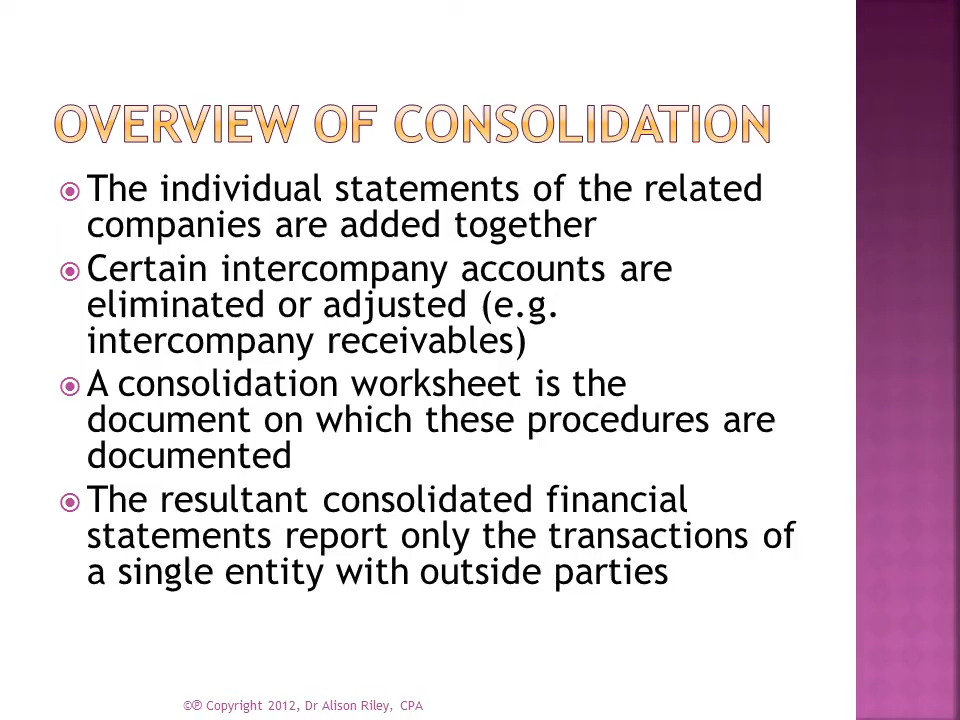 OVERVIEW OF CONSOLIDATION
The individual statements of the related
companies are added together
Certain intercompany accounts are
eliminated or adjusted (e.g.
intercompany receivables)
A consolidation worksheet is the
document on which these procedures are
documented
The resultant consolidated financial
statements report only the transactions of
a single entity with outside parties
©℗ Copyright 2012, Dr Alison Riley, CPA